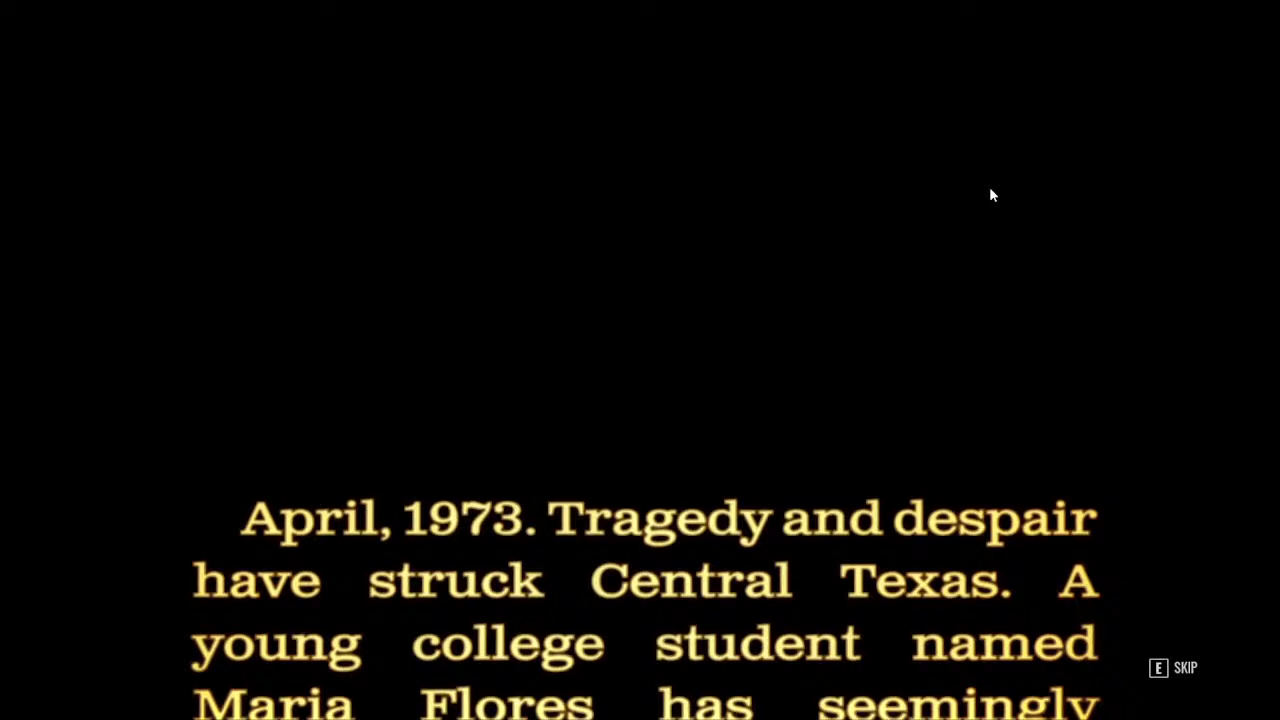 April, 1973. Tragedy and despair
have struck Central Texas. A
young college student named
Maria Flores has seemingly
E SKIP